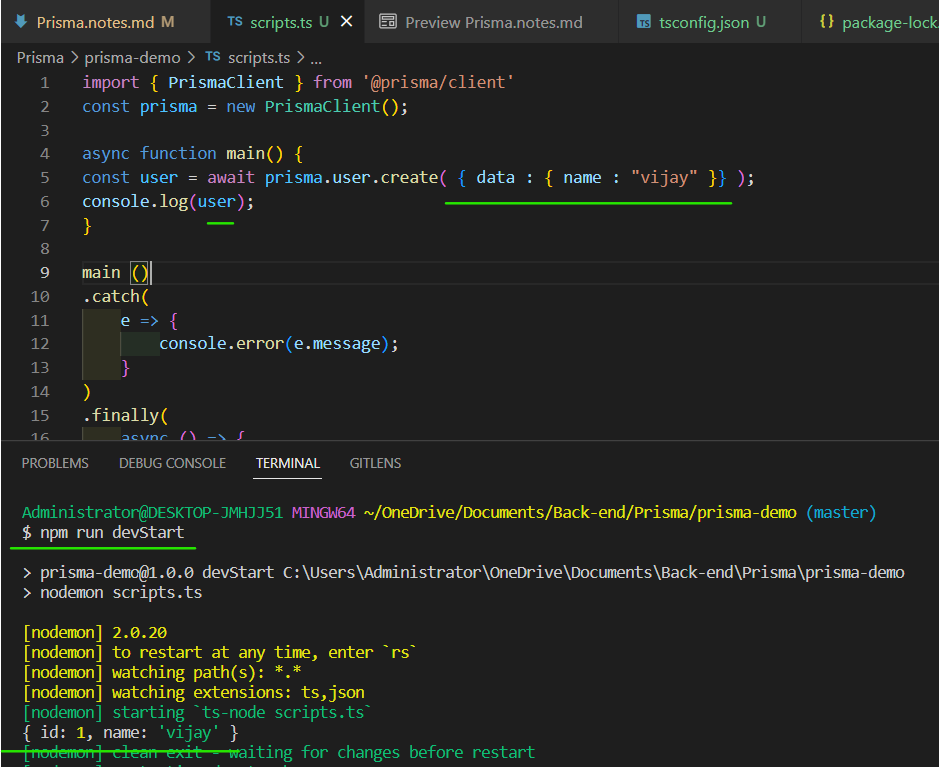 Prisma.notes.md M
TS scripts.ts U ×
Preview Prisma.notes.md
TS tsconfig.json U
{} package-lock.
Prisma > prisma-demo > TS scripts.ts > ...
1 import { PrismaClient } from '@prisma/client'
2 const prisma = new PrismaClient();
3
4 async function main() {
5 const user = await prisma.user.create( { data : { name : "vijay" }} );
6 console.log(user);
7 }
8
9 main ()
10 .catch(
11 e => {
12 console.error(e.message);
13 }
14 )
15 .finally(
16 async () => {
PROBLEMS DEBUG CONSOLE TERMINAL GITLENS
Administrator@DESKTOP-JMHJJ51 MINGW64 ~/OneDrive/Documents/Back-end/Prisma/prisma-demo (master)
$ npm run devStart
> prisma-demo@1.0.0 devStart C:\Users\Administrator\OneDrive\Documents\Back-end\Prisma\prisma-demo
> nodemon scripts.ts
[nodemon] 2.0.20
[nodemon] to restart at any time, enter `rs`
[nodemon] watching path(s): *.*
[nodemon] watching extensions: ts,json
[nodemon] starting `ts-node scripts.ts`
{ id: 1, name: 'vijay' }
[nodemon] clean exit - waiting for changes before restart